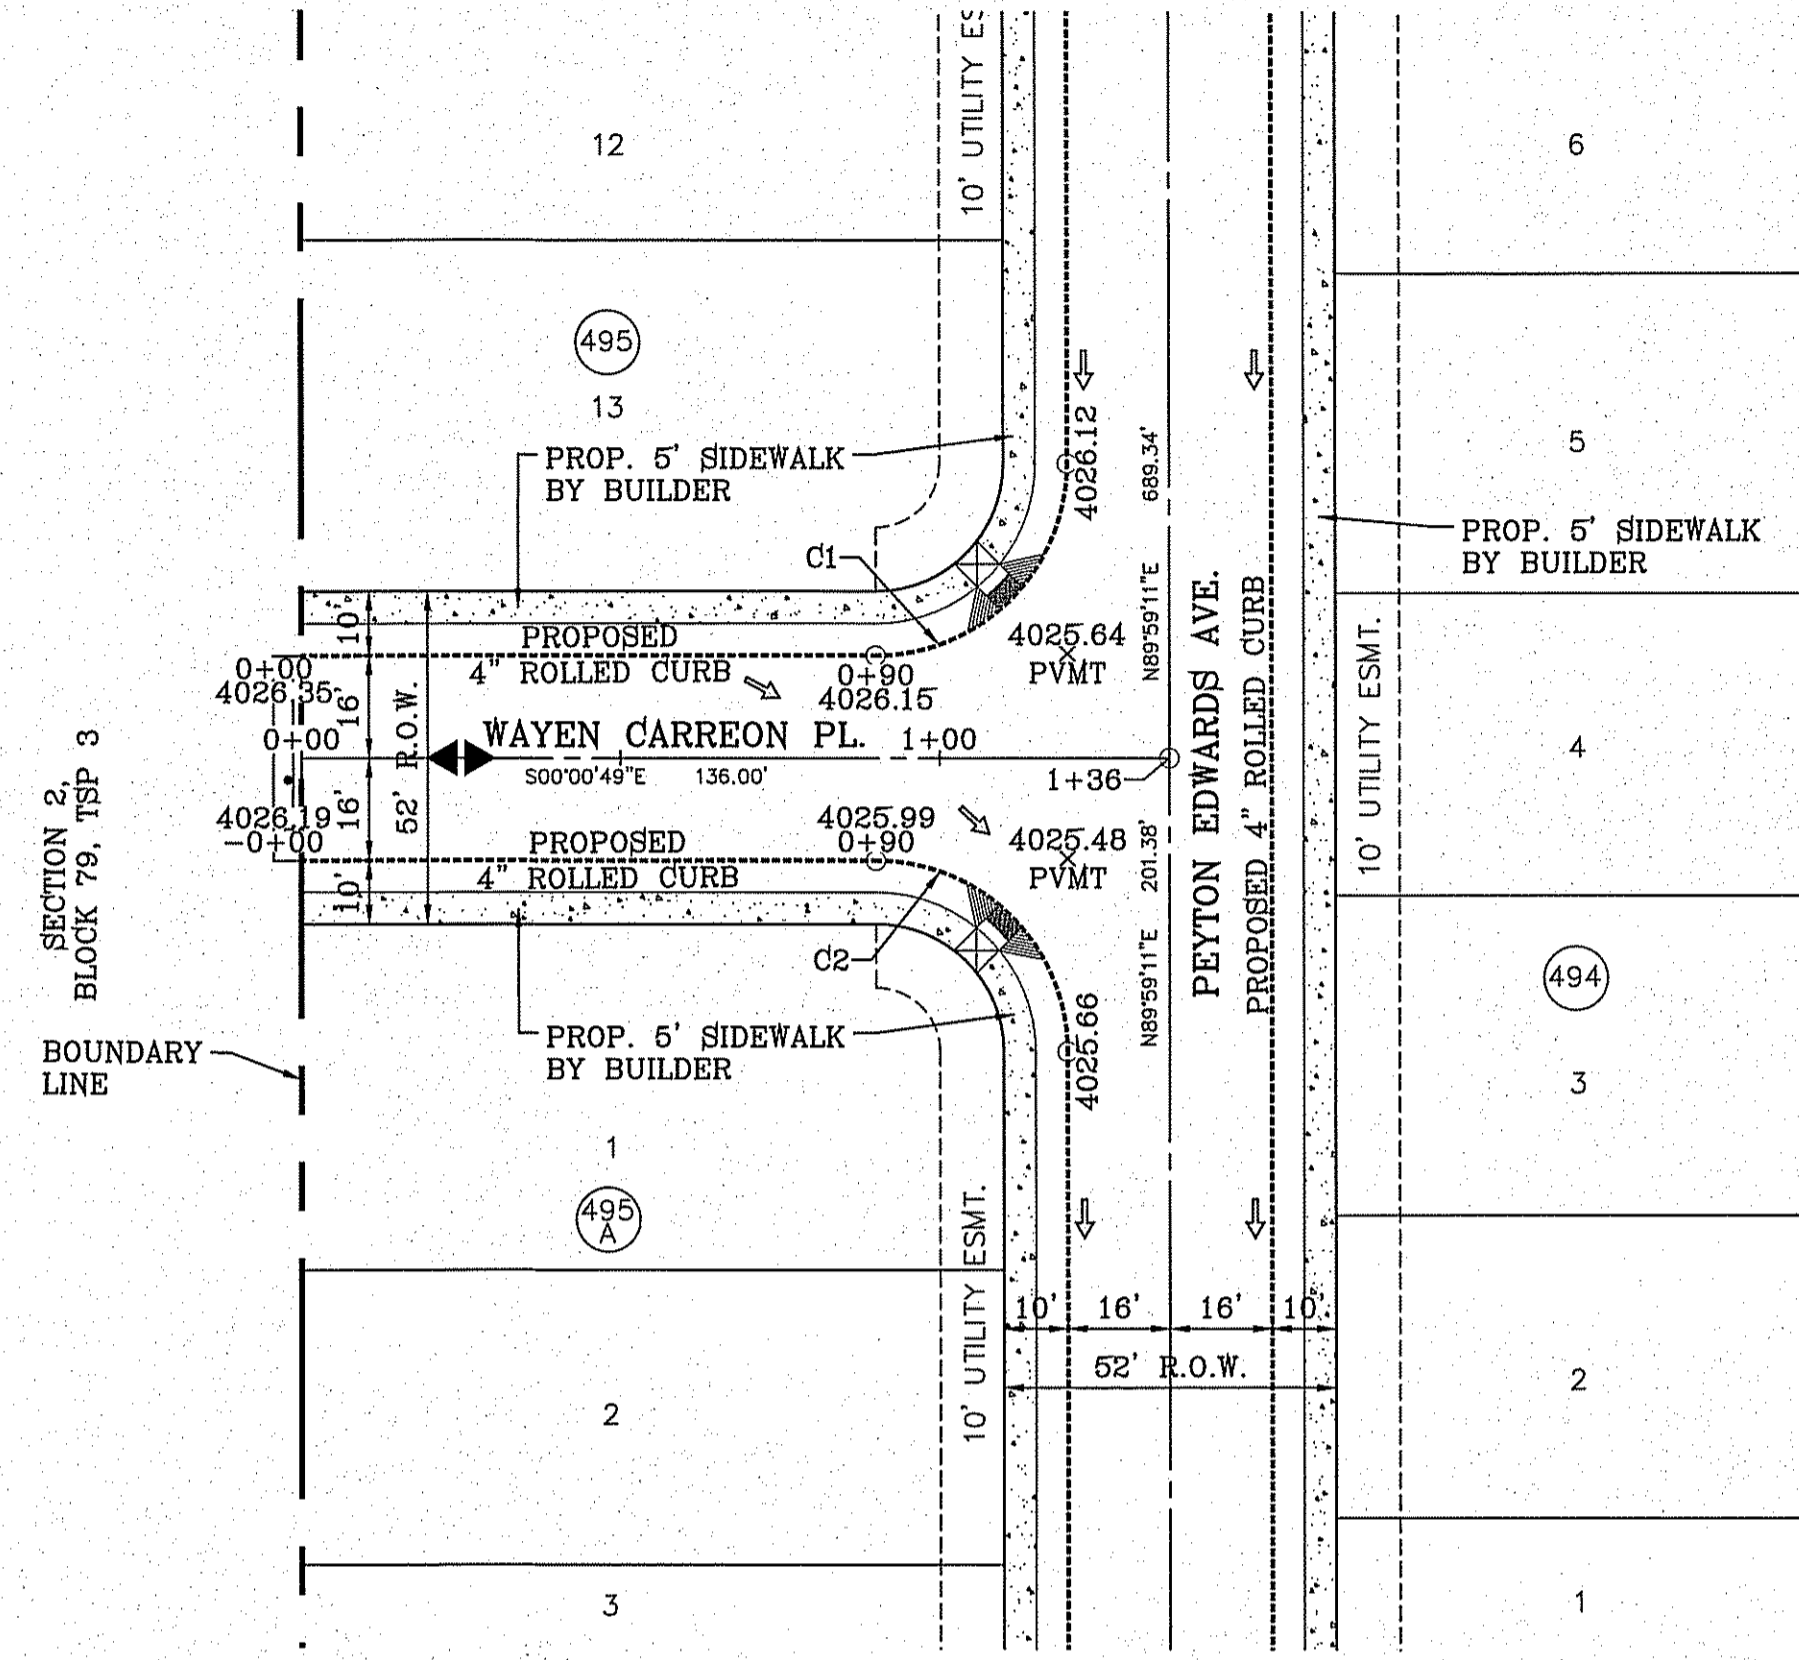 10' UTILITY ES
12
6
495
13
4026.12
689.34'
5
PROP. 5' SIDEWALK
BY BUILDER
PROP. 5' SIDEWALK
BY BUILDER
C1
N89°59'11"E
PEYTON EDWARDS AVE.
PROPOSED 4" ROLLED CURB
10' UTILITY ESMT.
10'
PROPOSED
4" ROLLED CURB
4025.64
PVMT
0+00
4026.35
0+90
4026.15
16'
52' R.O.W.
0+00
WAYEN CARREON PL.
1+00
4
S00°00'49"E 136.00'
1+36
SECTION 2,
BLOCK 79, TSP 3
4026.19
-0+00
16'
4025.99
0+90
4025.48
PVMT
201.38'
PROPOSED
4" ROLLED CURB
10'
N89°59'11"E
C2
494
4025.66
PROP. 5' SIDEWALK
BY BUILDER
BOUNDARY
LINE
3
1
495
A
10' UTILITY ESMT.
10'
16'
16'
10
52' R.O.W.
2
2
3
1